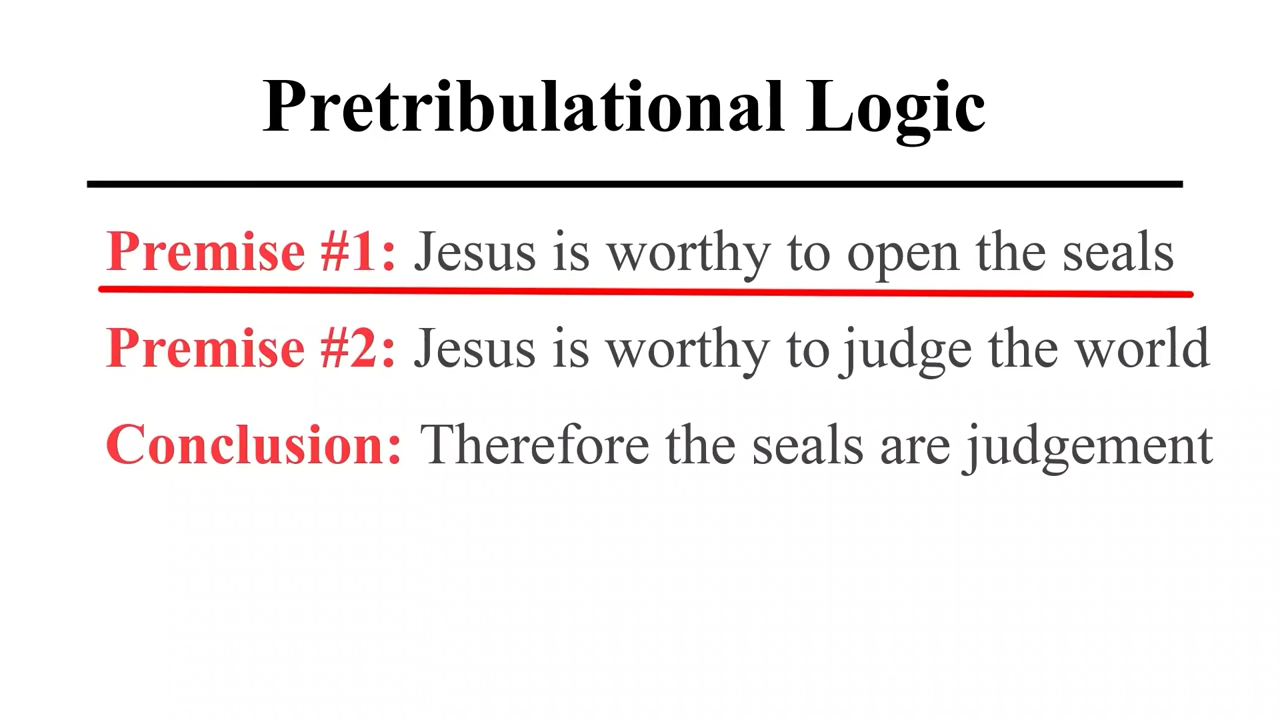 Pretribulational Logic
Premise #1: Jesus is worthy to open the seals
Premise #2: Jesus is worthy to judge the world
Conclusion: Therefore the seals are judgement